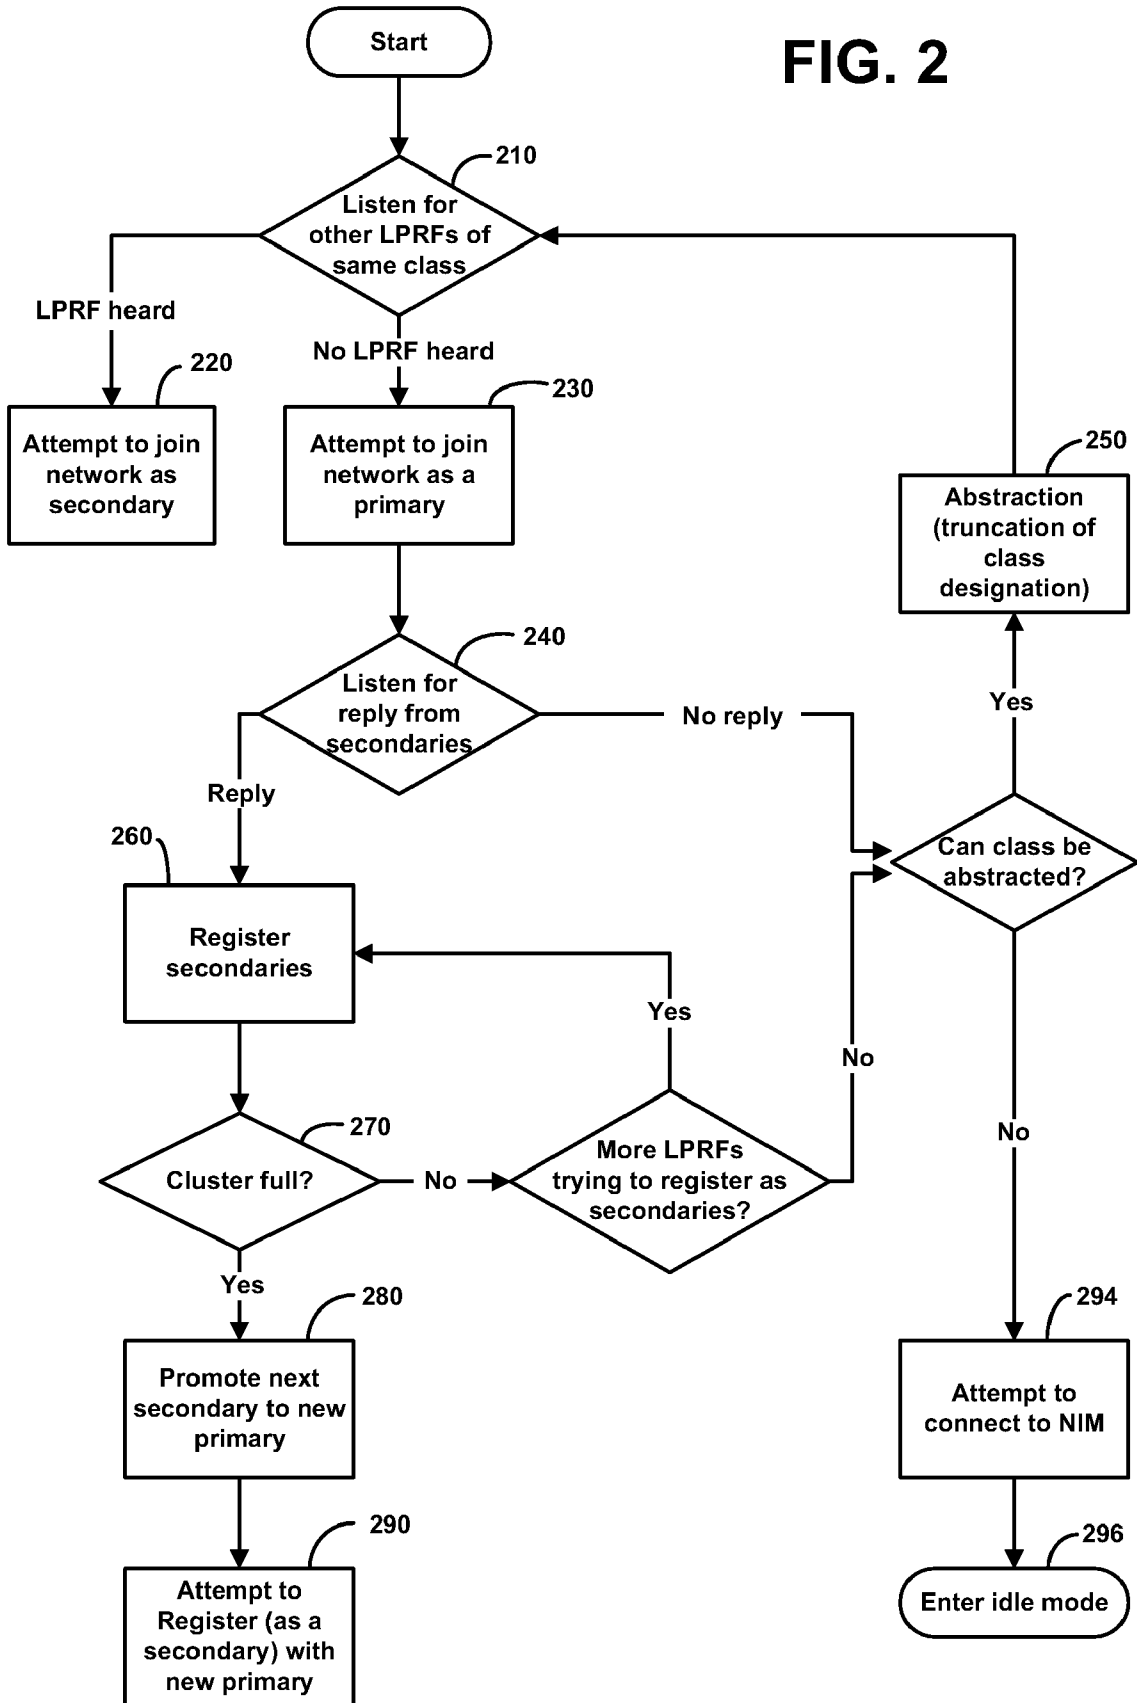 Start
FIG. 2
210
Listen for
other LPRFs of
same class
LPRF heard
No LPRF heard
220
230
Attempt to join
network as
secondary
Attempt to join
network as a
primary
250
Abstraction
(truncation of
class
designation)
240
Listen for
reply from
secondaries
No reply
Yes
Reply
260
Can class be
abstracted?
Register
secondaries
Yes
No
270
Cluster full?
No
More LPRFs
trying to register as
secondaries?
No
Yes
280
Promote next
secondary to new
primary
294
Attempt to
connect to NIM
290
Attempt to
Register (as a
secondary) with
new primary
296
Enter idle mode